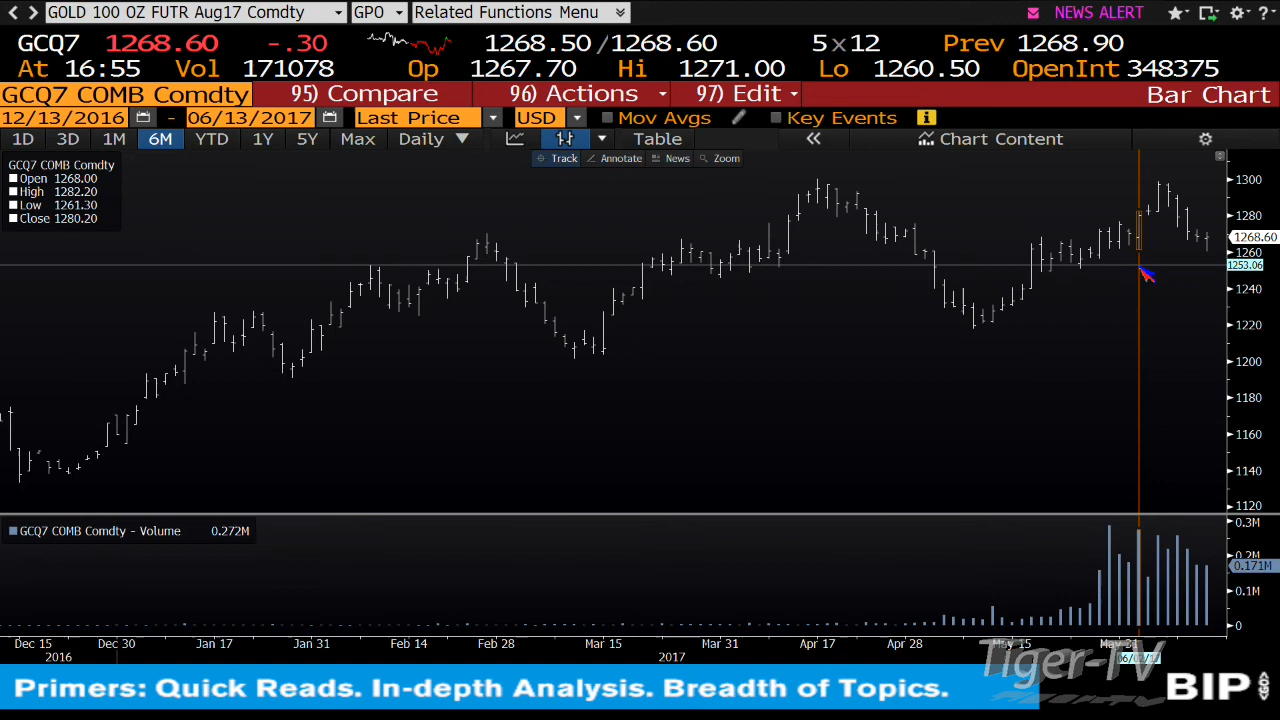 GOLD 100 OZ FUTR Aug17 Comdty GPO Related Functions Menu NEWS ALERT ?
GCQ7 1268.60 -.30 1268.50/1268.60 5x12 Prev 1268.90
At 16:55 Vol 171078 Op 1267.70 Hi 1271.00 Lo 1260.50 OpenInt 348375
GCQ7 COMB Comdty 95) Compare 96) Actions 97) Edit Bar Chart
12/13/2016 - 06/13/2017 Last Price USD Mov Avgs Key Events
1D 3D 1M 6M YTD 1Y 5Y Max Daily Table « Chart Content
Track Annotate News Zoom
GCQ7 COMB Comdty
Open 1268.00
High 1282.20
Low 1261.30
Close 1280.20
1300
1280
1268.60
1260
1253.06
1240
1220
1200
1180
1160
1140
1120
GCQ7 COMB Comdty - Volume 0.272M
0.3M
0.2M
0.171M
0.1M
0
Dec 15 Dec 30 Jan 17 Jan 31 Feb 14 Feb 28 Mar 15 Mar 31 Apr 17 Apr 28 May 15 May 31
2016 2017 06/02/17
Tiger-TV
Primers: Quick Reads. In-depth Analysis. Breadth of Topics.
BIP GO